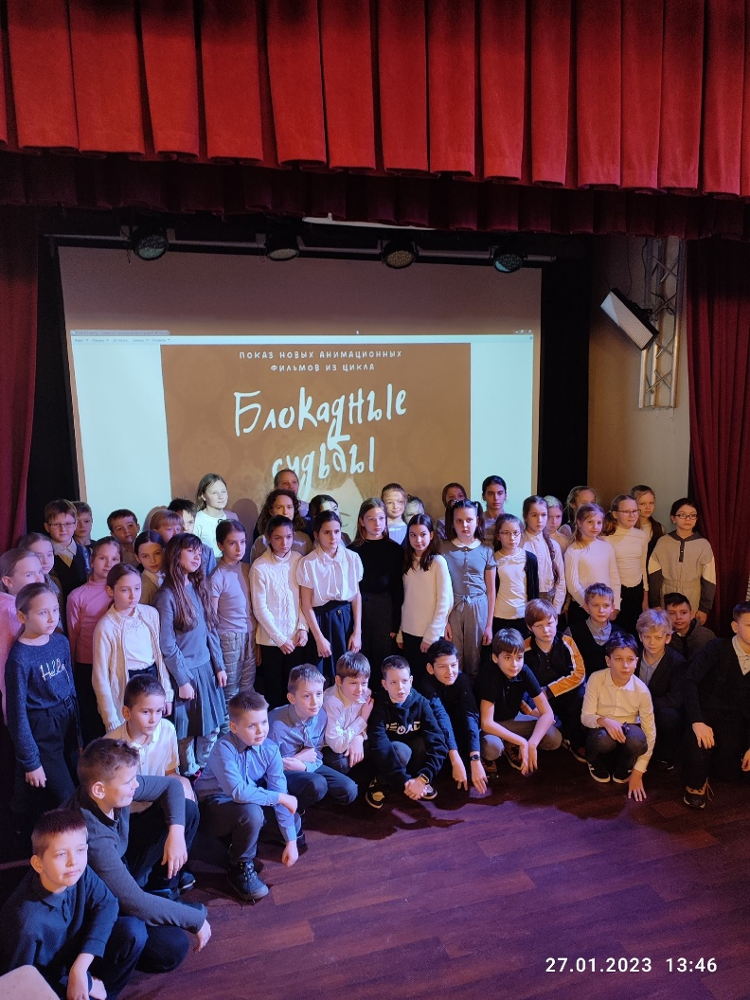 ПОКАЗ НОВЫХ АНИМАЦИОННЫХ
ФИЛЬМОВ ИЗ ЦИКЛА
Блокадные
судьбы
27.01.2023 13:46